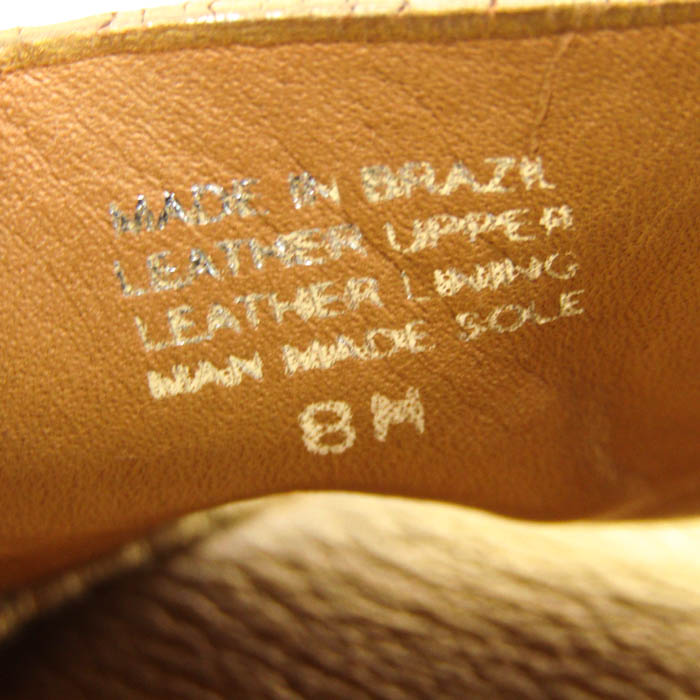 MADE IN BRAZIL
LEATHER UPPER
LEATHER LINING
MAN MADE SOLE
8 M